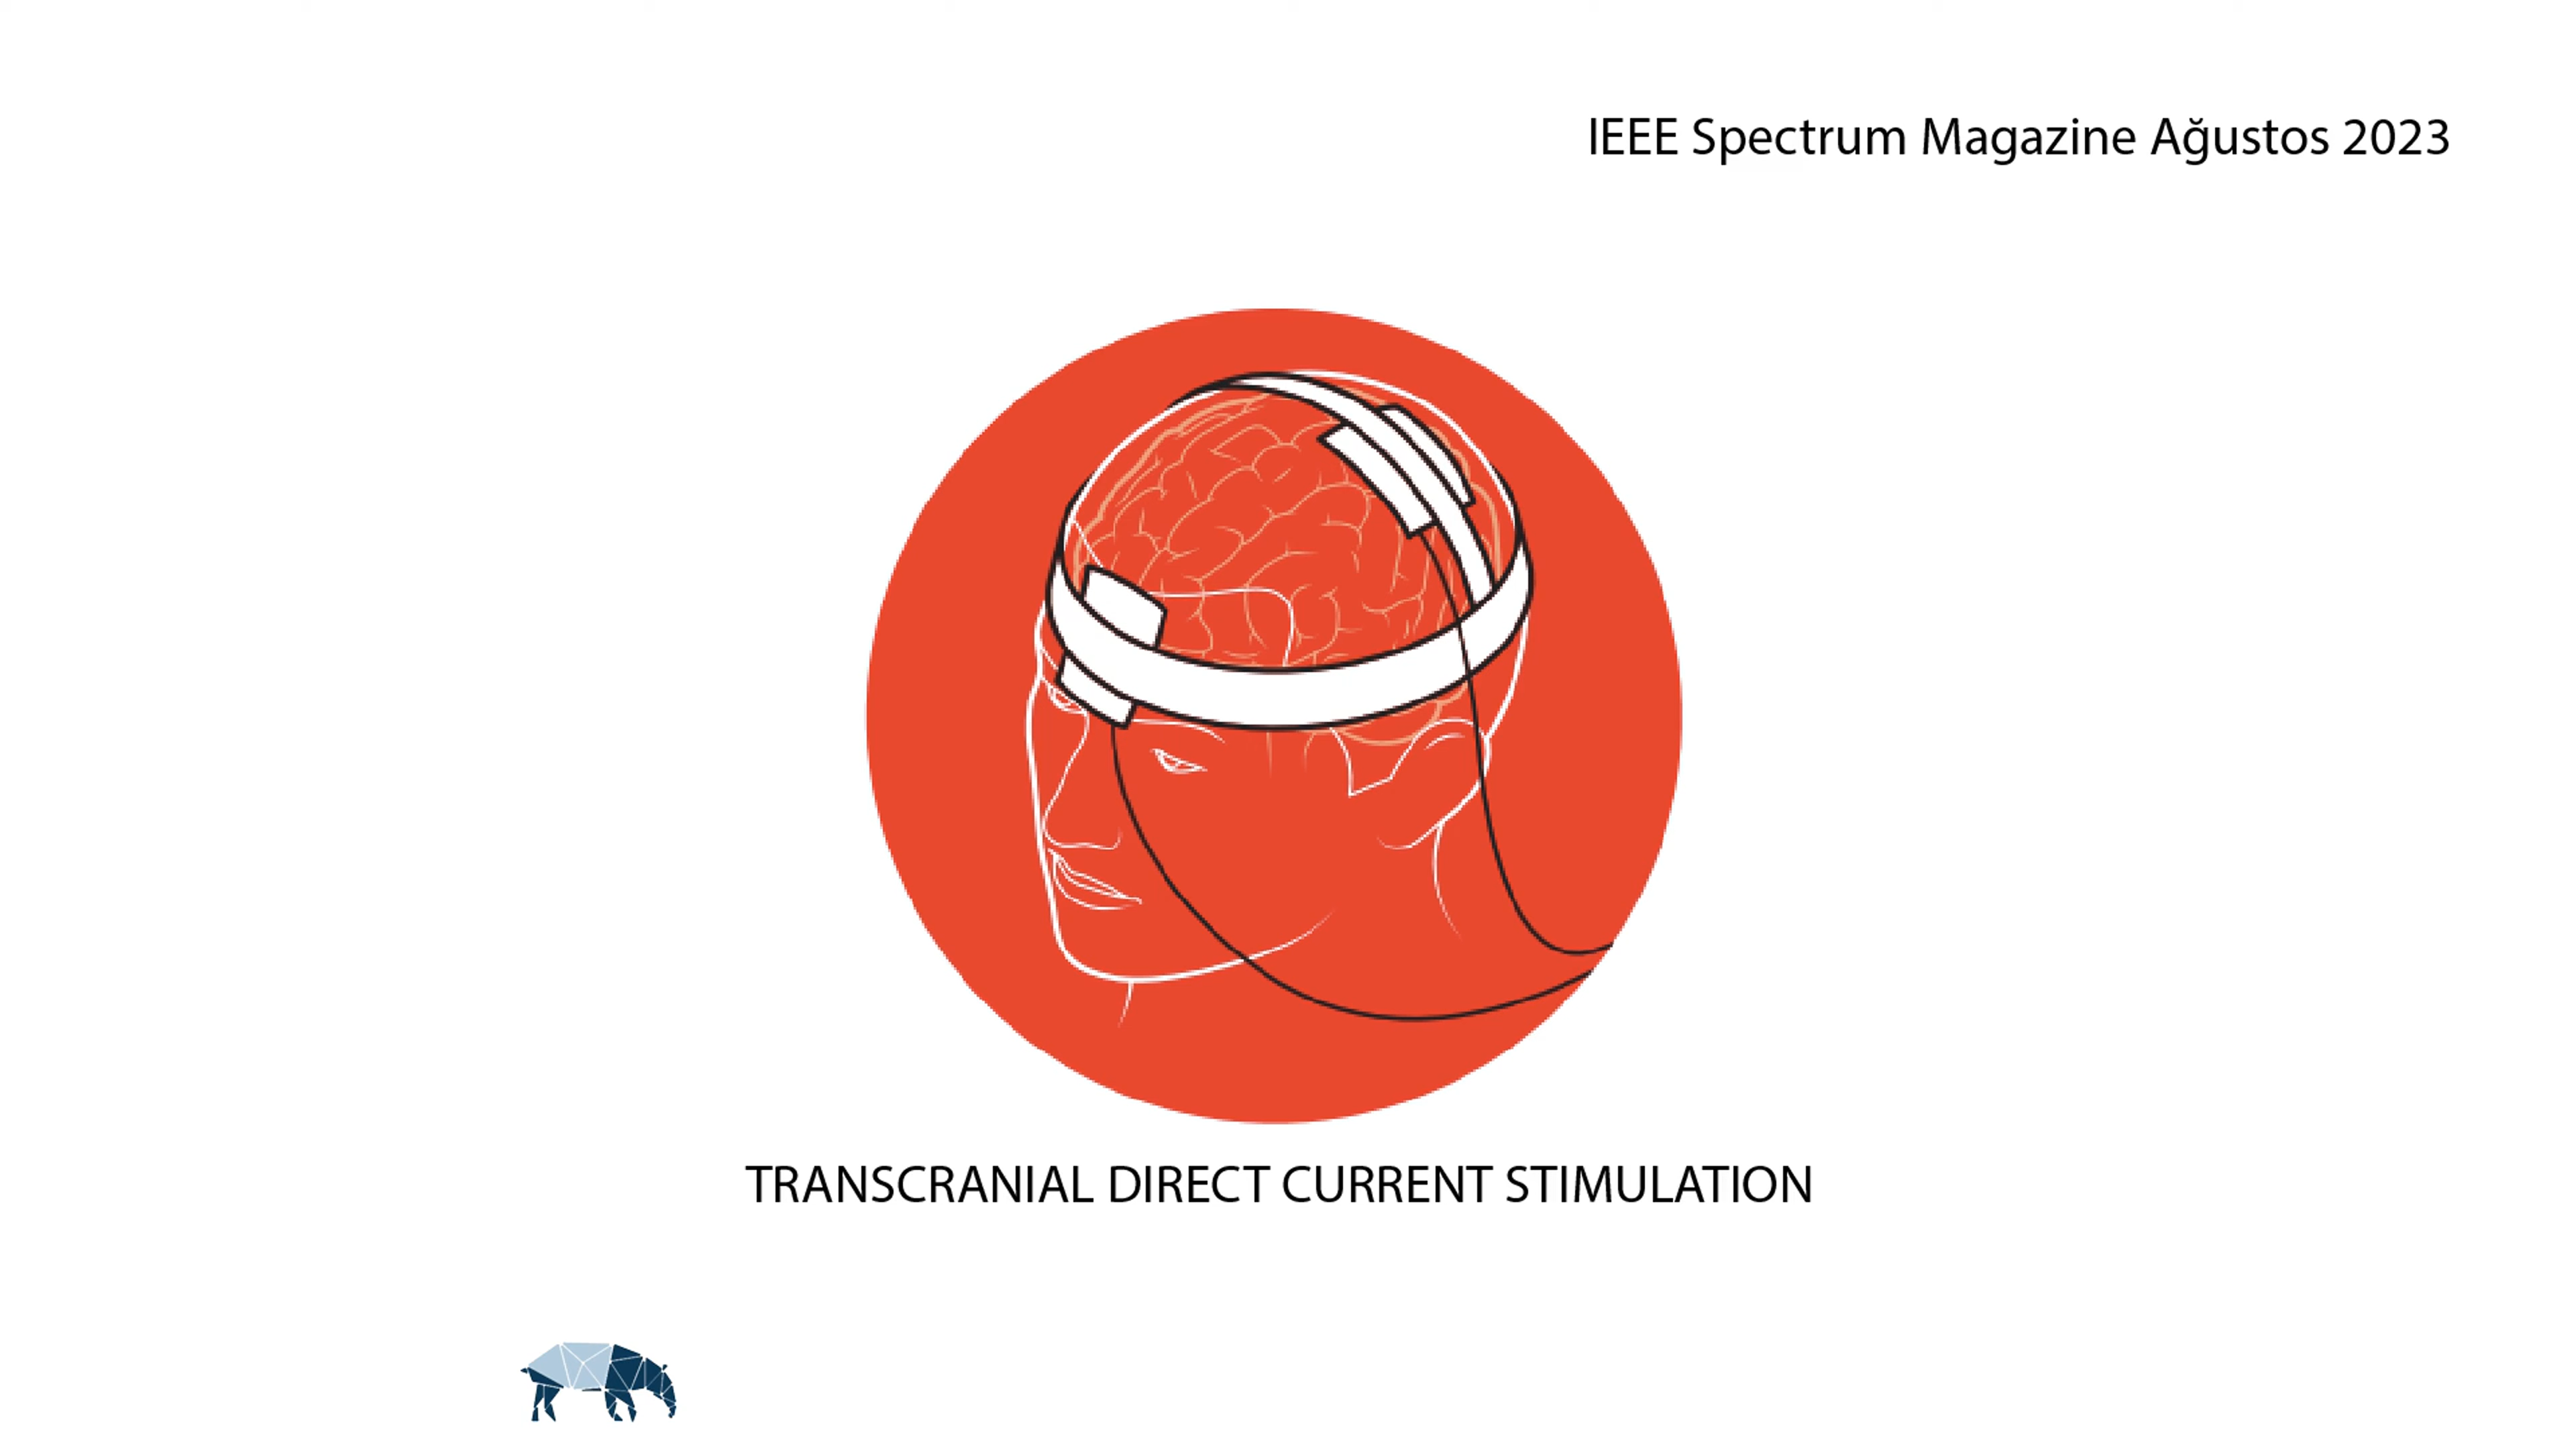 IEEE Spectrum Magazine Ağustos 2023
TRANSCRANIAL DIRECT CURRENT STIMULATION